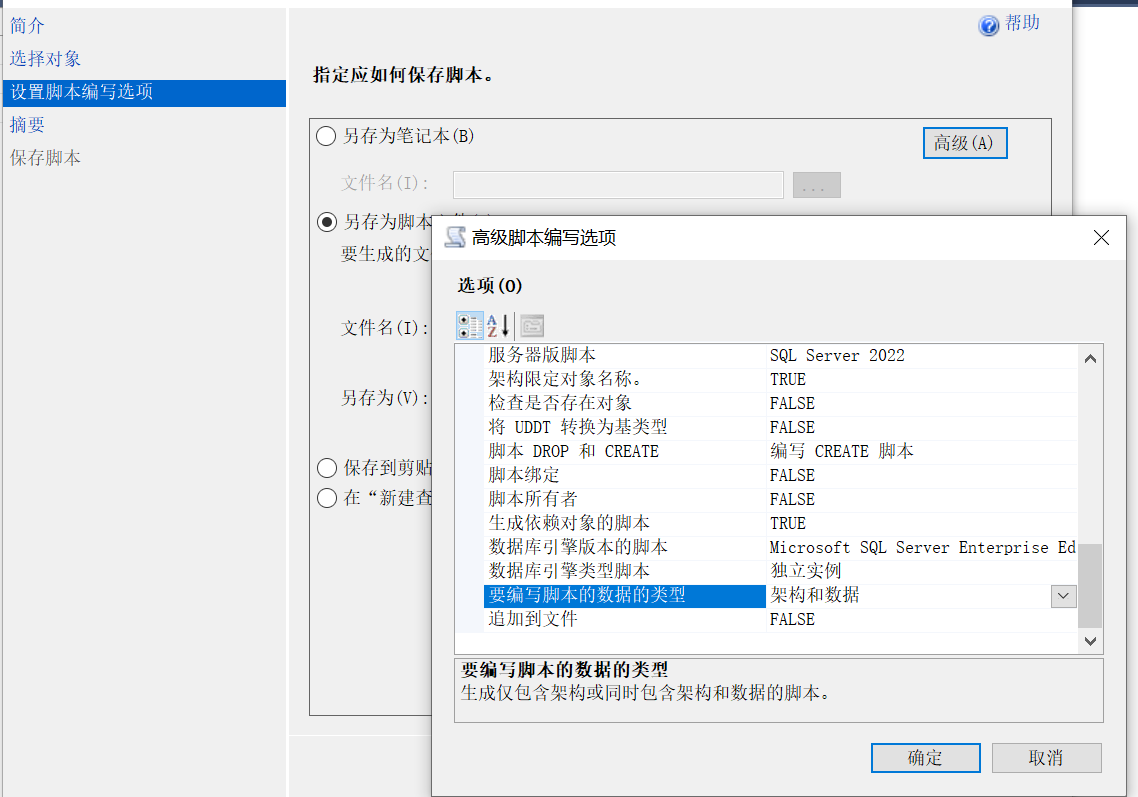 简介
选择对象
设置脚本编写选项
摘要
保存脚本
帮助
指定应如何保存脚本。
另存为笔记本(B)
高级(A)
文件名(I):
...
另存为脚本
要生成的文
文件名(I):
另存为(V):
保存到剪贴
在“新建查
高级脚本编写选项
选项(O)
服务器版脚本 SQL Server 2022
架构限定对象名称。 TRUE
检查是否存在对象 FALSE
将 UDDT 转换为基类型 FALSE
脚本 DROP 和 CREATE 编写 CREATE 脚本
脚本绑定 FALSE
脚本所有者 FALSE
生成依赖对象的脚本 TRUE
数据库引擎版本的脚本 Microsoft SQL Server Enterprise Ed
数据库引擎类型脚本 独立实例
要编写脚本的数据的类型 架构和数据
追加到文件 FALSE
要编写脚本的数据的类型
生成仅包含架构或同时包含架构和数据的脚本。
确定
取消